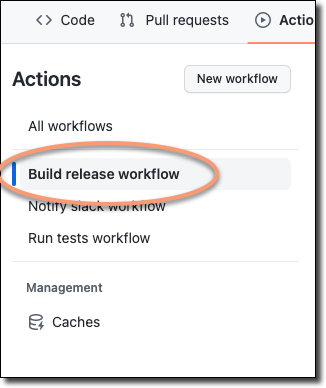 Code Pull requests Actio
Actions New workflow
All workflows
Build release workflow
Notify slack workflow
Run tests workflow
Management
Caches